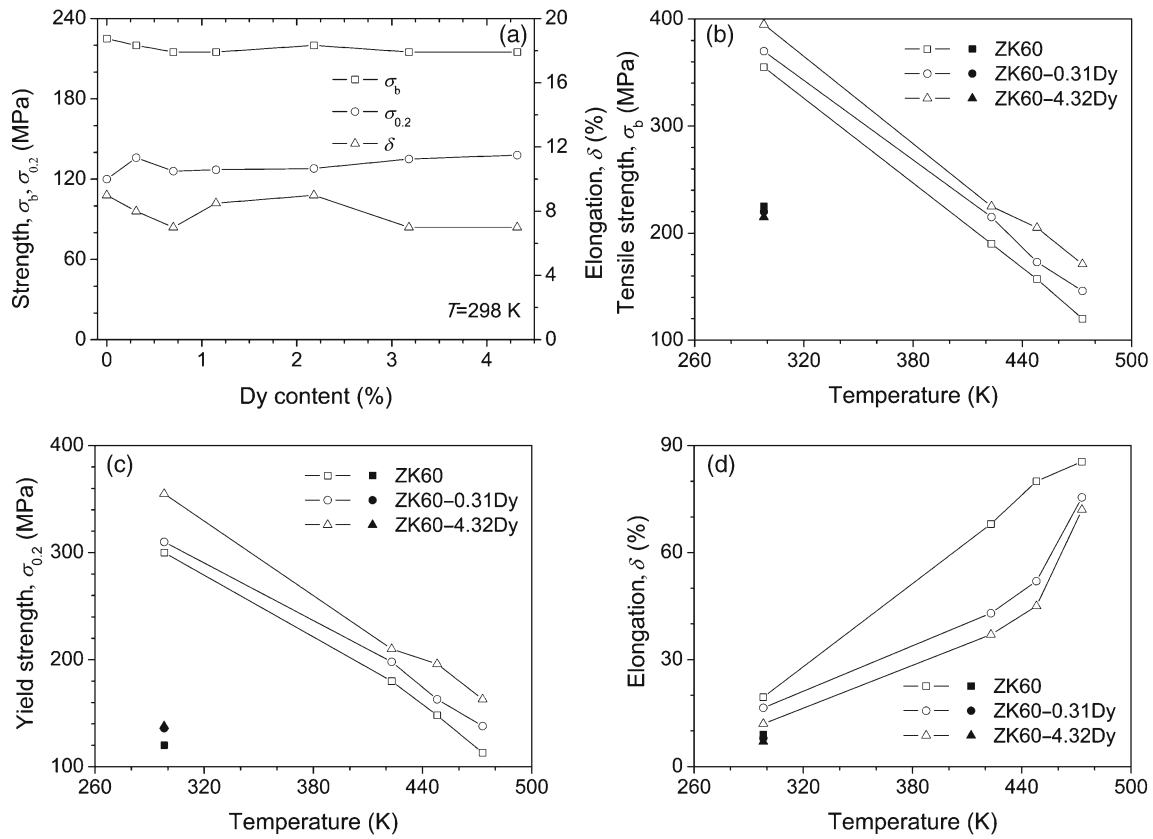 (a)
240
180
120
60
0
Strength, σb, σ0.2 (MPa)
20
16
12
8
4
0
Elongation, δ (%)
σb
σ0.2
δ
T=298 K
0 1 2 3 4
Dy content (%)
(b)
400
300
200
100
Tensile strength, σb (MPa)
ZK60
ZK60–0.31Dy
ZK60–4.32Dy
260 320 380 440 500
Temperature (K)
(c)
400
300
200
100
Yield strength, σ0.2 (MPa)
ZK60
ZK60–0.31Dy
ZK60–4.32Dy
260 320 380 440 500
Temperature (K)
(d)
90
60
30
0
Elongation, δ (%)
ZK60
ZK60–0.31Dy
ZK60–4.32Dy
260 320 380 440 500
Temperature (K)